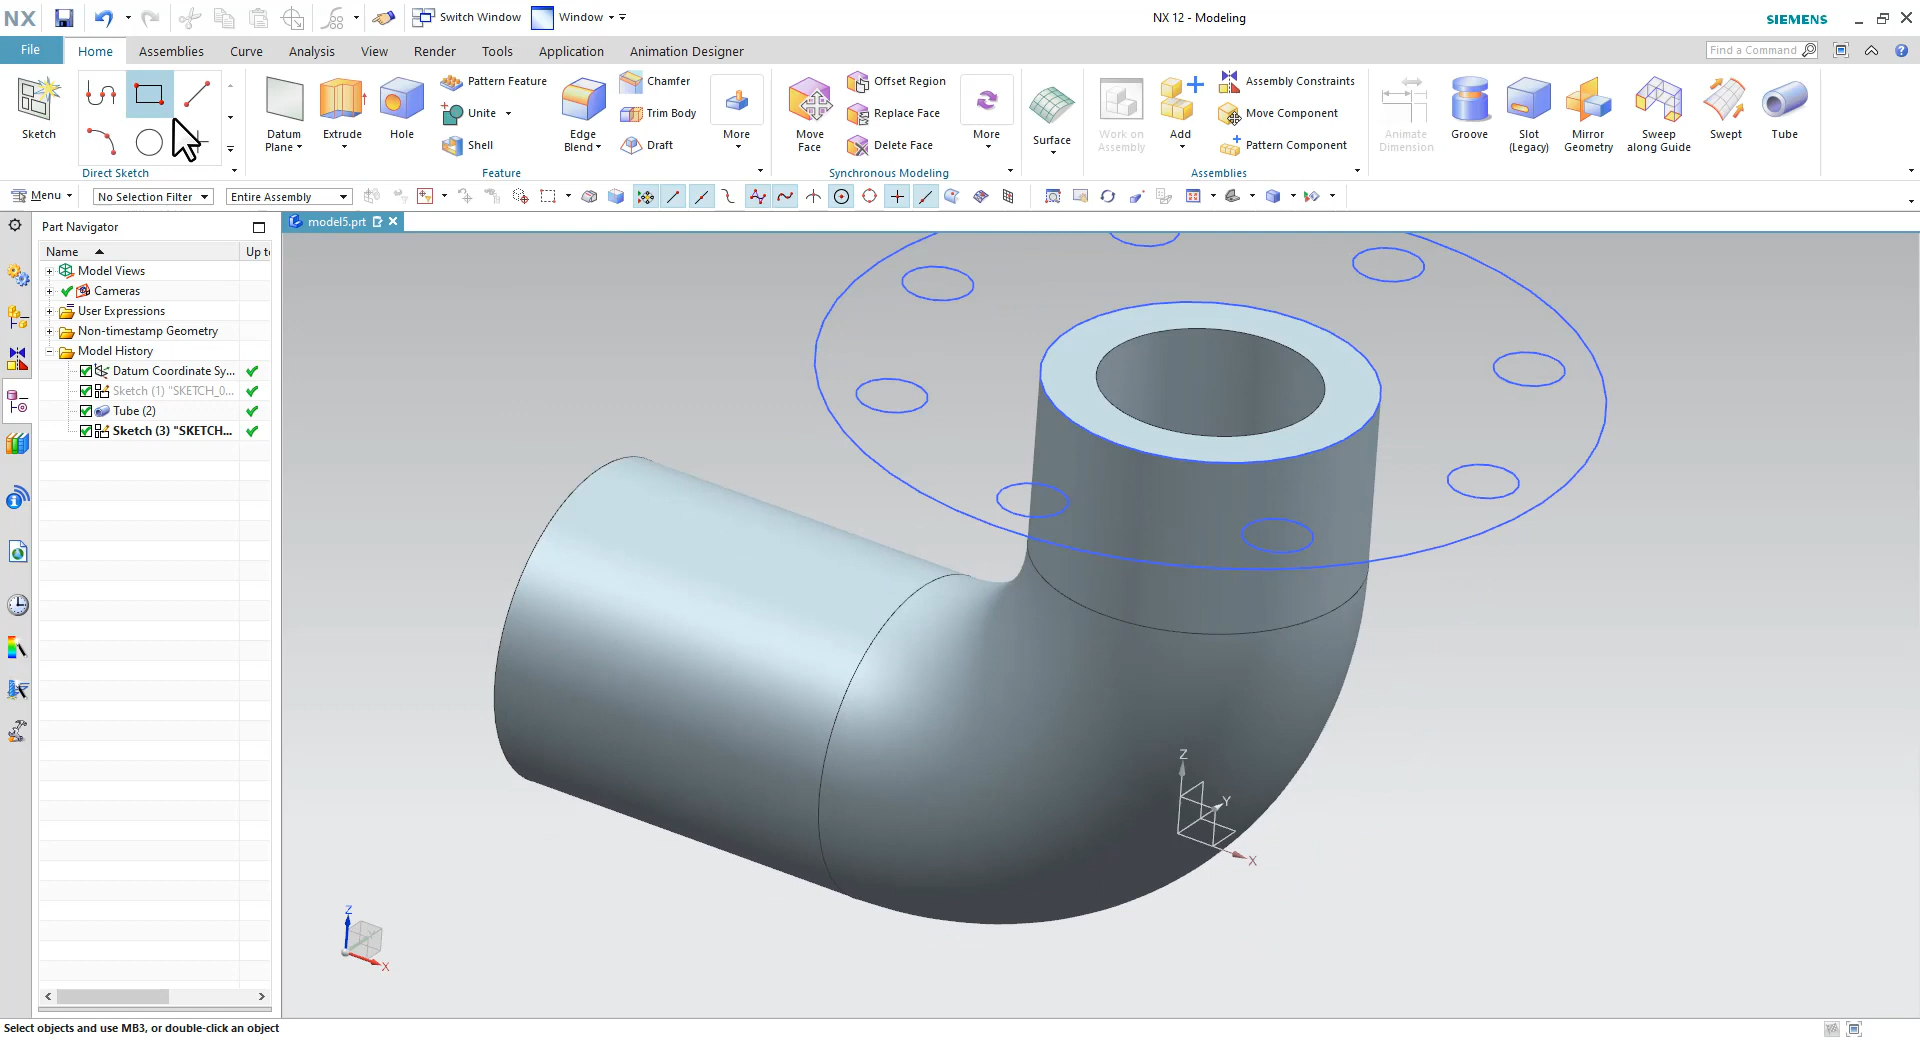 NX
Switch Window
Window
NX 12 - Modeling
SIEMENS
File
Home
Assemblies
Curve
Analysis
View
Render
Tools
Application
Animation Designer
Find a Command
Sketch
Direct Sketch
Datum Plane
Extrude
Hole
Pattern Feature
Unite
Shell
Edge Blend
Chamfer
Trim Body
Draft
More
Feature
Move Face
Offset Region
Replace Face
Delete Face
More
Synchronous Modeling
Surface
Work on Assembly
Add
Assembly Constraints
Move Component
Pattern Component
Assemblies
Animate Dimension
Groove
Slot (Legacy)
Mirror Geometry
Sweep along Guide
Swept
Tube
Menu
No Selection Filter
Entire Assembly
Part Navigator
model5.prt
Name
Up to
Model Views
Cameras
User Expressions
Non-timestamp Geometry
Model History
Datum Coordinate Sy...
Sketch (1) "SKETCH_0...
Tube (2)
Sketch (3) "SKETCH...
Z
Y
X
Z
X
Select objects and use MB3, or double-click an object